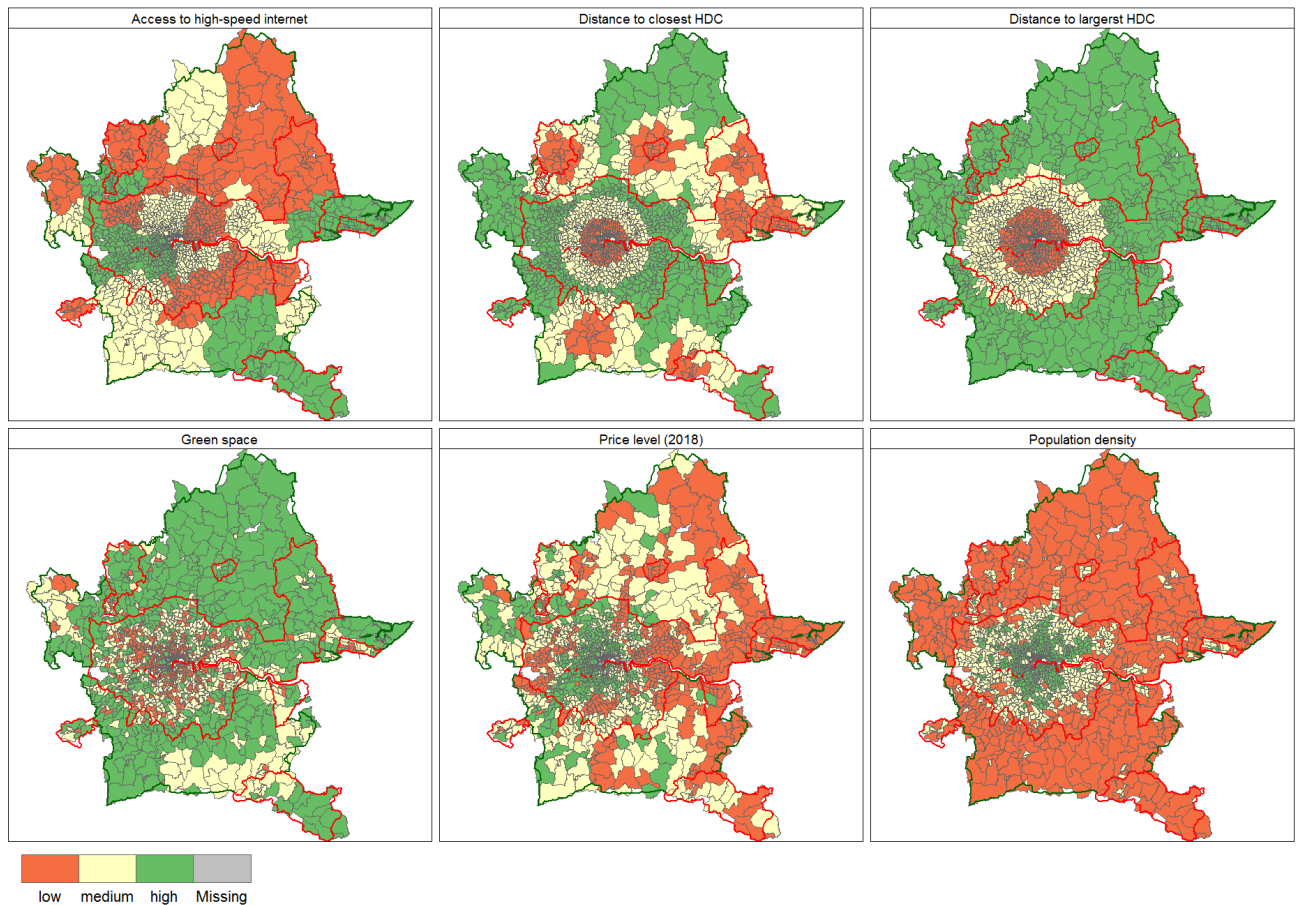 Access to high-speed internet
Distance to closest HDC
Distance to largerst HDC
Green space
Price level (2018)
Population density
low medium high Missing